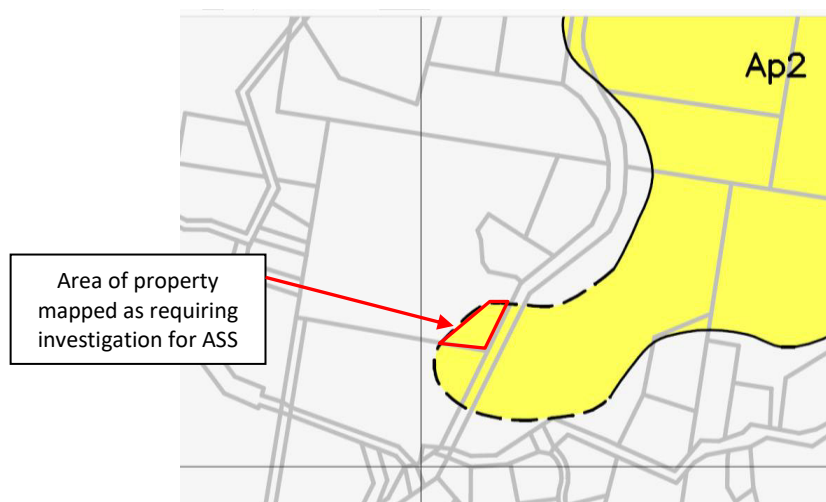 Ap2
Area of property
mapped as requiring
investigation for ASS